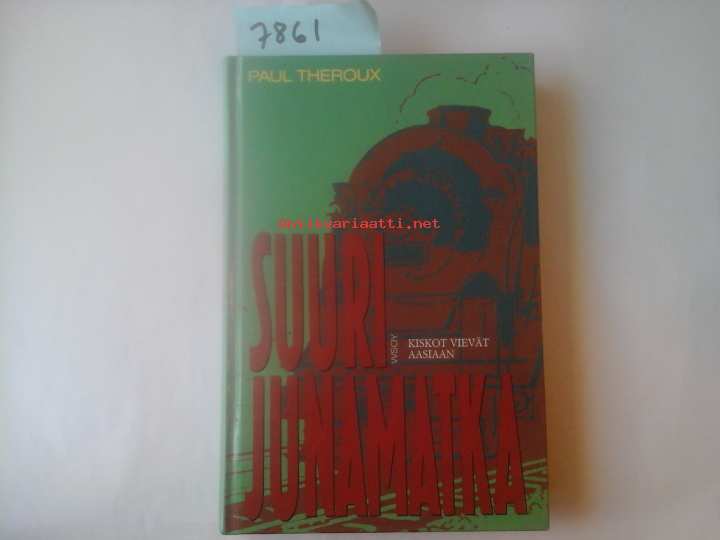 7861
PAUL THEROUX
Antikvariaatti.net
SUURI
WSOY
KISKOT VIEVÄT
AASIAAN
JUNAMATKA